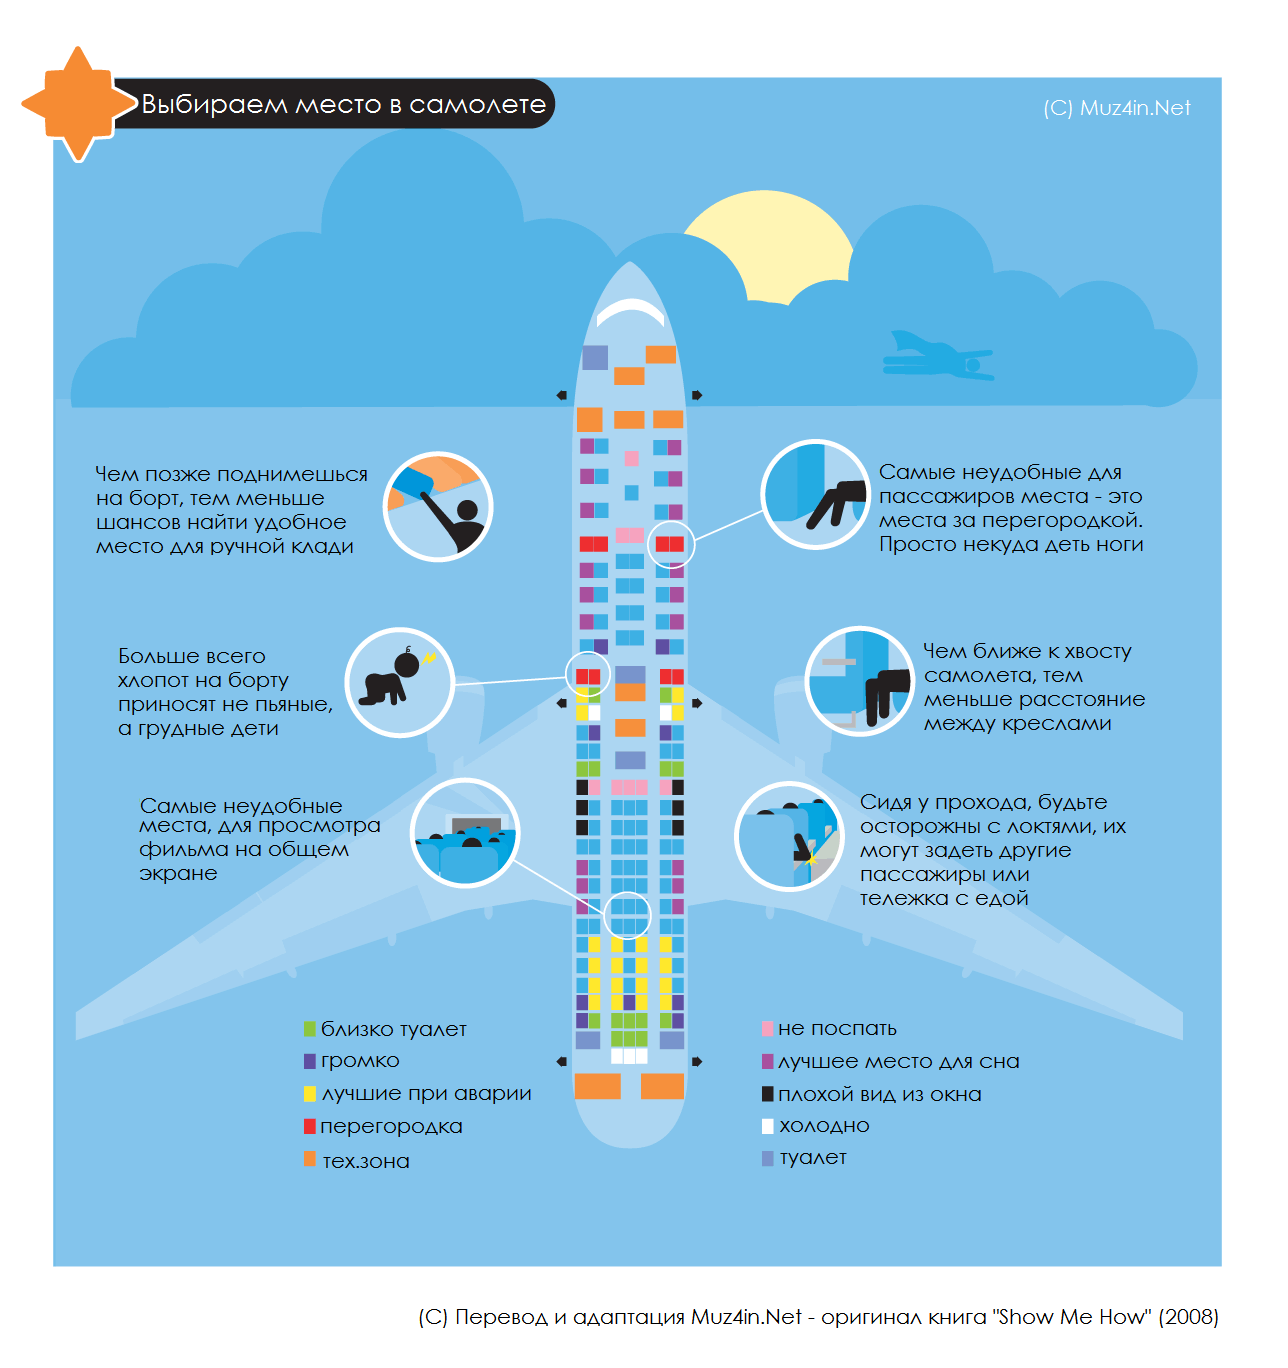 Выбираем место в самолете
(C) Muz4in.Net
Чем позже поднимешься
на борт, тем меньше
шансов найти удобное
место для ручной клади
Самые неудобные для
пассажиров места - это
места за перегородкой.
Просто некуда деть ноги
Больше всего
хлопот на борту
приносят не пьяные,
а грудные дети
Чем ближе к хвосту
самолета, тем
меньше расстояние
между креслами
Самые неудобные
места, для просмотра
фильма на общем
экране
Сидя у прохода, будьте
осторожны с локтями, их
могут задеть другие
пассажиры или
тележка с едой
близко туалет
громко
лучшие при аварии
перегородка
тех.зона
не поспать
лучшее место для сна
плохой вид из окна
холодно
туалет
(C) Перевод и адаптация Muz4in.Net - оригинал книга "Show Me How" (2008)